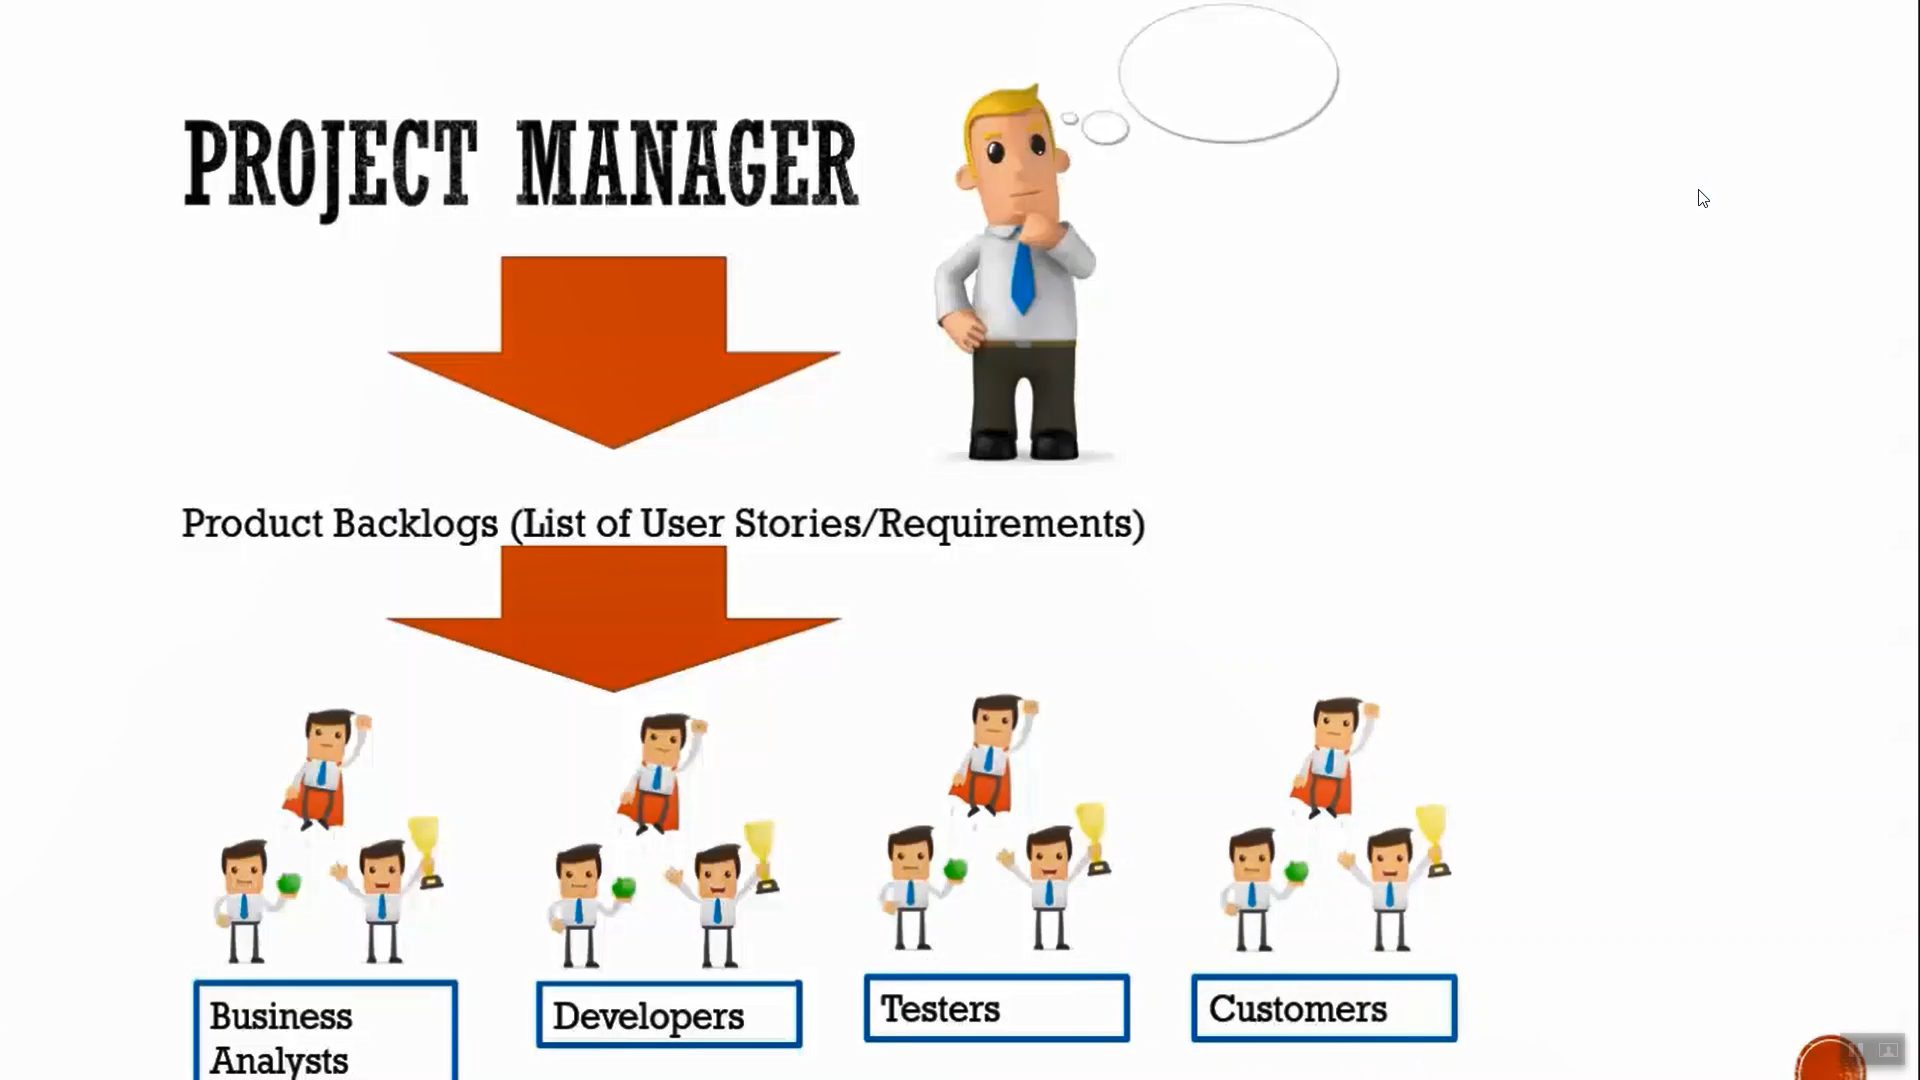 PROJECT MANAGER
Product Backlogs (List of User Stories/Requirements)
Business
Analysts
Developers
Testers
Customers